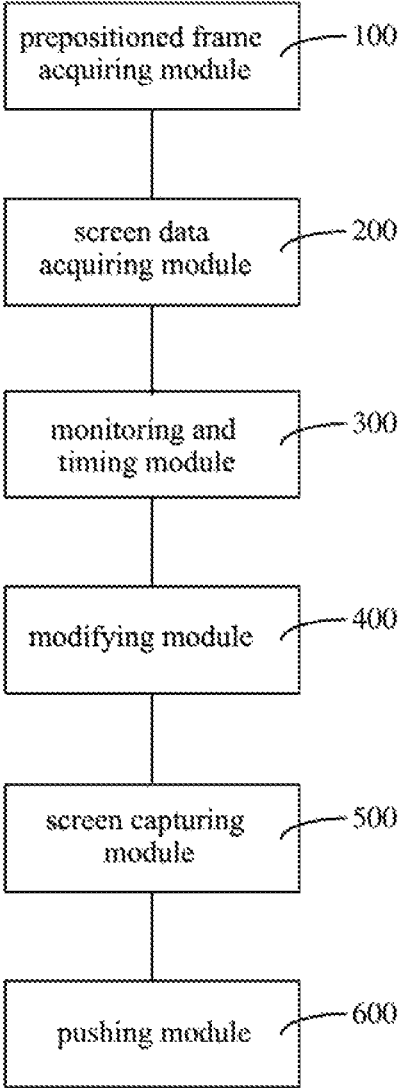 prepositioned frame
acquiring module
100
screen data
acquiring module
200
monitoring and
timing module
300
modifying module
400
screen capturing
module
500
pushing module
600